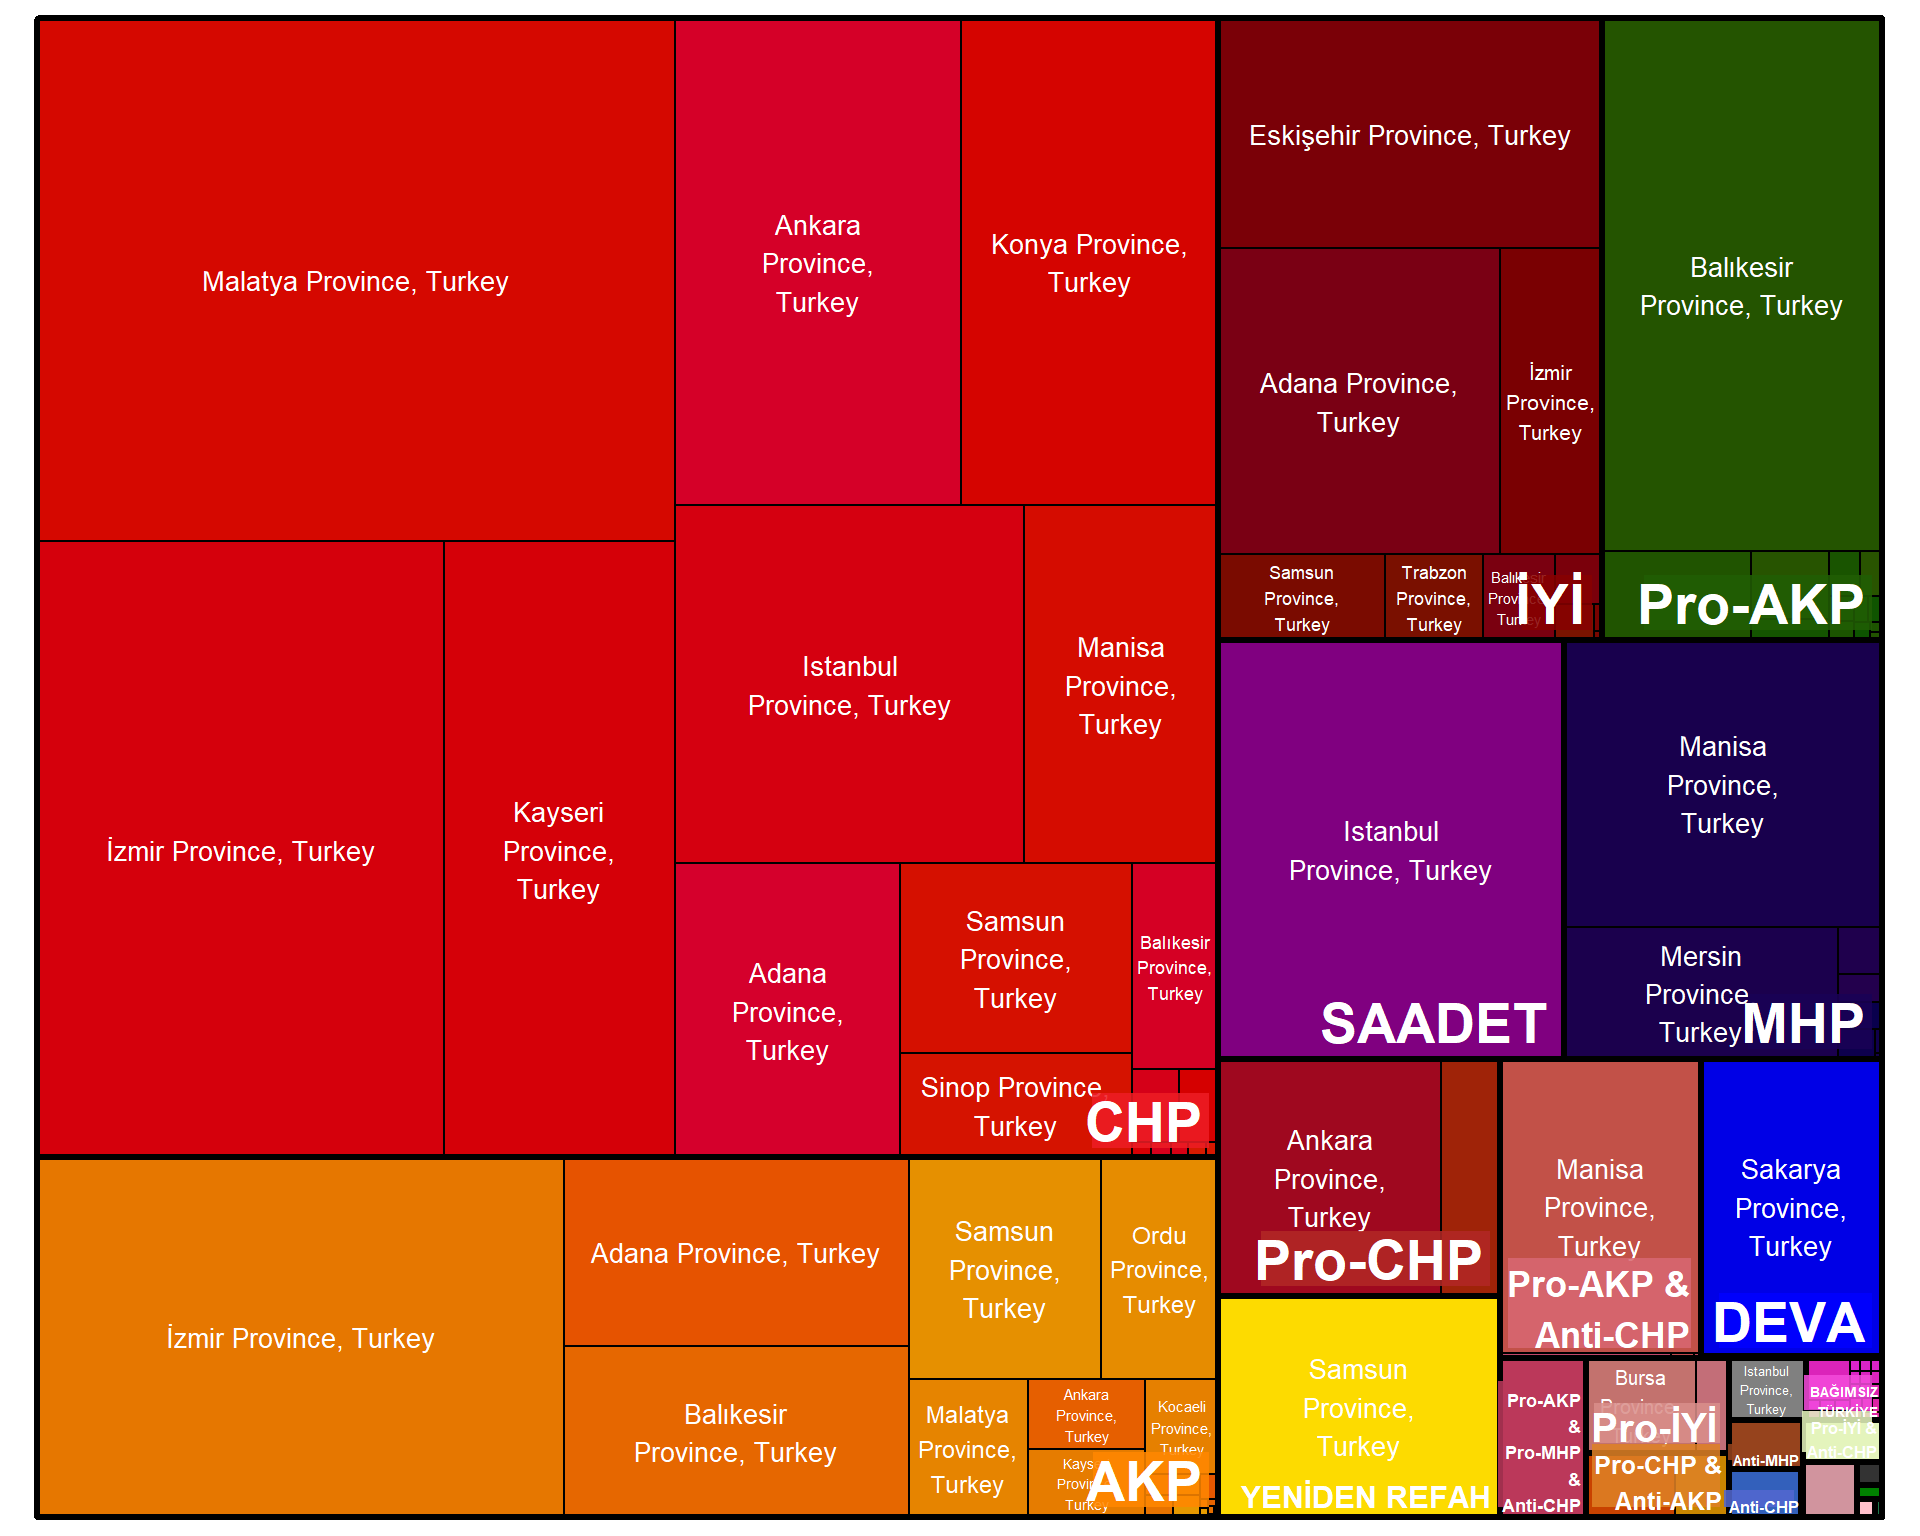 Malatya Province, Turkey
Ankara
Province,
Turkey
Konya Province,
Turkey
İzmir Province, Turkey
Kayseri
Province,
Turkey
Istanbul
Province, Turkey
Manisa
Province,
Turkey
Adana
Province,
Turkey
Samsun
Province,
Turkey
Balıkesir
Province,
Turkey
Sinop Province,
Turkey
CHP
İzmir Province, Turkey
Adana Province, Turkey
Balıkesir
Province, Turkey
Samsun
Province,
Turkey
Ordu
Province,
Turkey
Malatya
Province,
Turkey
Ankara
Province,
Turkey
Kocaeli
Province,
Turkey
AKP
Eskişehir Province, Turkey
Adana Province,
Turkey
İzmir
Province,
Turkey
Samsun
Province,
Turkey
Trabzon
Province,
Turkey
Balıkesir
Province,
Turkey
İYİ
Balıkesir
Province, Turkey
Pro-AKP
Istanbul
Province, Turkey
SAADET
Manisa
Province,
Turkey
Mersin
Province,
Turkey
MHP
Ankara
Province,
Turkey
Pro-CHP
Manisa
Province,
Turkey
Pro-AKP &
Anti-CHP
Sakarya
Province,
Turkey
DEVA
Samsun
Province,
Turkey
YENİDEN REFAH
Pro-AKP
&
Pro-MHP
&
Anti-CHP
Bursa
Province,
Pro-İYİ
Pro-CHP &
Anti-AKP
Istanbul
Province,
Turkey
Anti-MHP
Anti-CHP
BAĞIMSIZ
TÜRKİYE
Pro-İYİ &
Anti-CHP